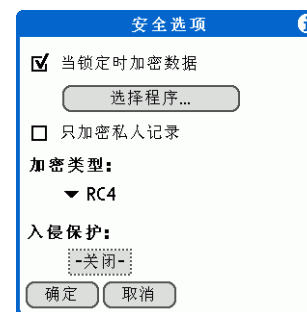 安全选项
当锁定时加密数据
选择程序...
只加密私人记录
加密类型:
RC4
入侵保护:
-关闭-
确定 取消